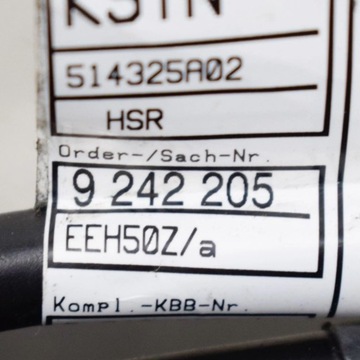 514325A02
HSR
Order-/Sach-Nr.
9 242 205
EEH50Z/a
Kompl.-KBB-Nr.